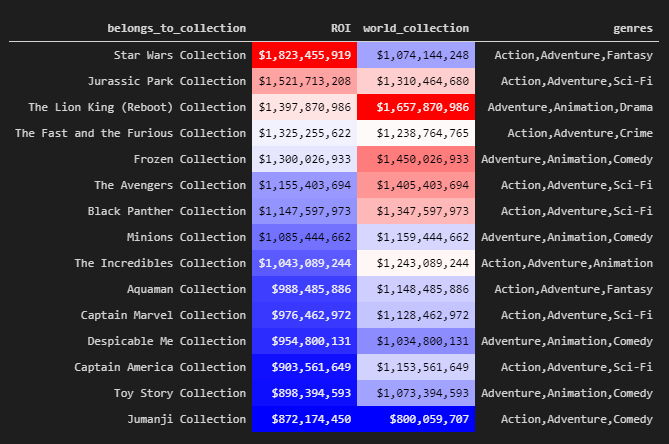 belongs_to_collection ROI world_collection genres
Star Wars Collection $1,823,455,919 $1,074,144,248 Action,Adventure,Fantasy
Jurassic Park Collection $1,521,713,208 $1,310,464,680 Action,Adventure,Sci-Fi
The Lion King (Reboot) Collection $1,397,870,986 $1,657,870,986 Adventure,Animation,Drama
The Fast and the Furious Collection $1,325,255,622 $1,238,764,765 Action,Adventure,Crime
Frozen Collection $1,300,026,933 $1,450,026,933 Adventure,Animation,Comedy
The Avengers Collection $1,155,403,694 $1,405,403,694 Action,Adventure,Sci-Fi
Black Panther Collection $1,147,597,973 $1,347,597,973 Action,Adventure,Sci-Fi
Minions Collection $1,085,444,662 $1,159,444,662 Adventure,Animation,Comedy
The Incredibles Collection $1,043,089,244 $1,243,089,244 Action,Adventure,Animation
Aquaman Collection $988,485,886 $1,148,485,886 Action,Adventure,Fantasy
Captain Marvel Collection $976,462,972 $1,128,462,972 Action,Adventure,Sci-Fi
Despicable Me Collection $954,800,131 $1,034,800,131 Adventure,Animation,Comedy
Captain America Collection $903,561,649 $1,153,561,649 Action,Adventure,Sci-Fi
Toy Story Collection $898,394,593 $1,073,394,593 Adventure,Animation,Comedy
Jumanji Collection $872,174,450 $800,059,707 Action,Adventure,Comedy